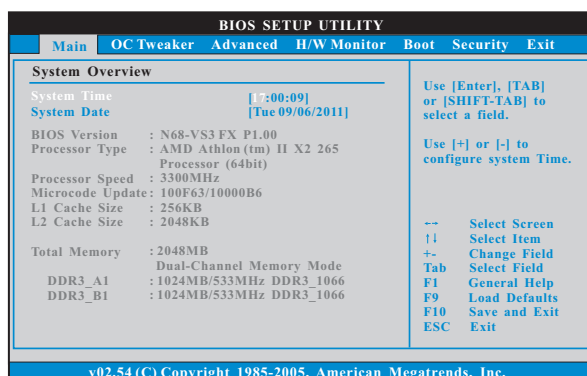 BIOS SETUP UTILITY
Main OC Tweaker Advanced H/W Monitor Boot Security Exit
System Overview
System Time [17:00:09]
System Date [Tue 09/06/2011]
BIOS Version : N68-VS3 FX P1.00
Processor Type : AMD Athlon (tm) II X2 265
Processor (64bit)
Processor Speed : 3300MHz
Microcode Update : 100F63/10000B6
L1 Cache Size : 256KB
L2 Cache Size : 2048KB
Total Memory : 2048MB
Dual-Channel Memory Mode
DDR3_A1 : 1024MB/533MHz DDR3_1066
DDR3_B1 : 1024MB/533MHz DDR3_1066
Use [Enter], [TAB]
or [SHIFT-TAB] to
select a field.
Use [+] or [-] to
configure system Time.
←→ Select Screen
↑↓ Select Item
+- Change Field
Tab Select Field
F1 General Help
F9 Load Defaults
F10 Save and Exit
ESC Exit
v02.54 (C) Copyright 1985-2005, American Megatrends, Inc.